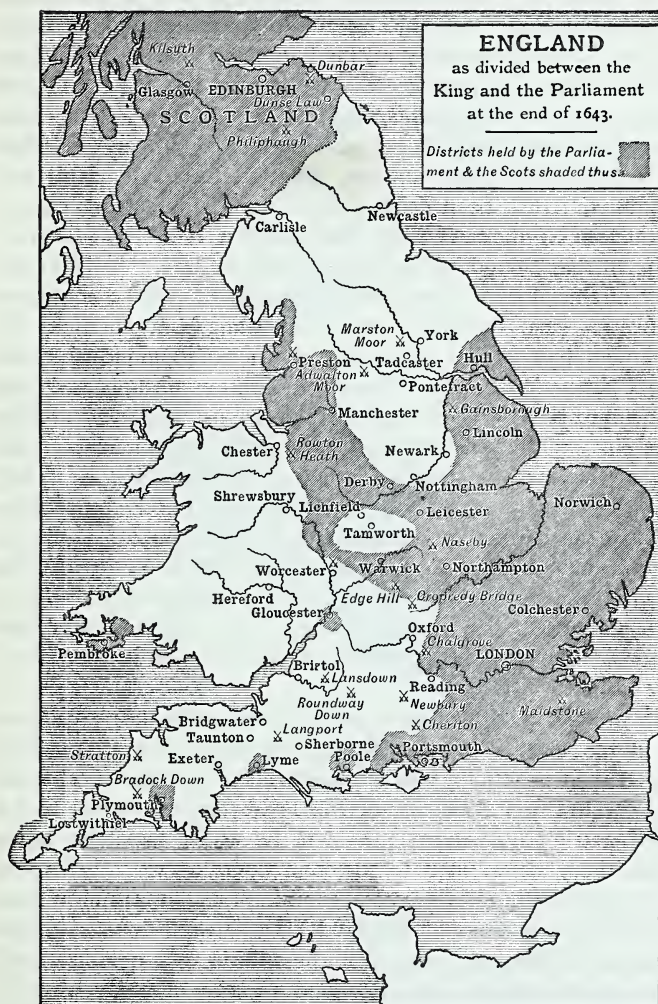 ENGLAND
as divided between the
King and the Parliament
at the end of 1643.
Districts held by the Parlia-
ment & the Scots shaded thus
Kilsyth
Dunbar
Glasgow
EDINBURGH
Dunse Law
SCOTLAND
Philiphaugh
Newcastle
Carlisle
Marston
Moor
York
Preston
Tadcaster
Hull
Adwalton
Moor
Pontefract
Gainsborough
Manchester
Lincoln
Rowton
Heath
Chester
Newark
Derby
Nottingham
Shrewsbury
Lichfield
Leicester
Norwich
Tamworth
Naseby
Worcester
Warwick
Northampton
Hereford
Edge Hill
Cropredy Bridge
Gloucester
Colchester
Oxford
Chalgrove
Pembroke
LONDON
Brirtol
Lansdown
Reading
Roundway
Down
Newbury
Maidstone
Bridgwater
Cheriton
Taunton
Langport
Sherborne
Portsmouth
Stratton
Exeter
Lyme
Poole
Bradock Down
Plymouth
Lostwithiel